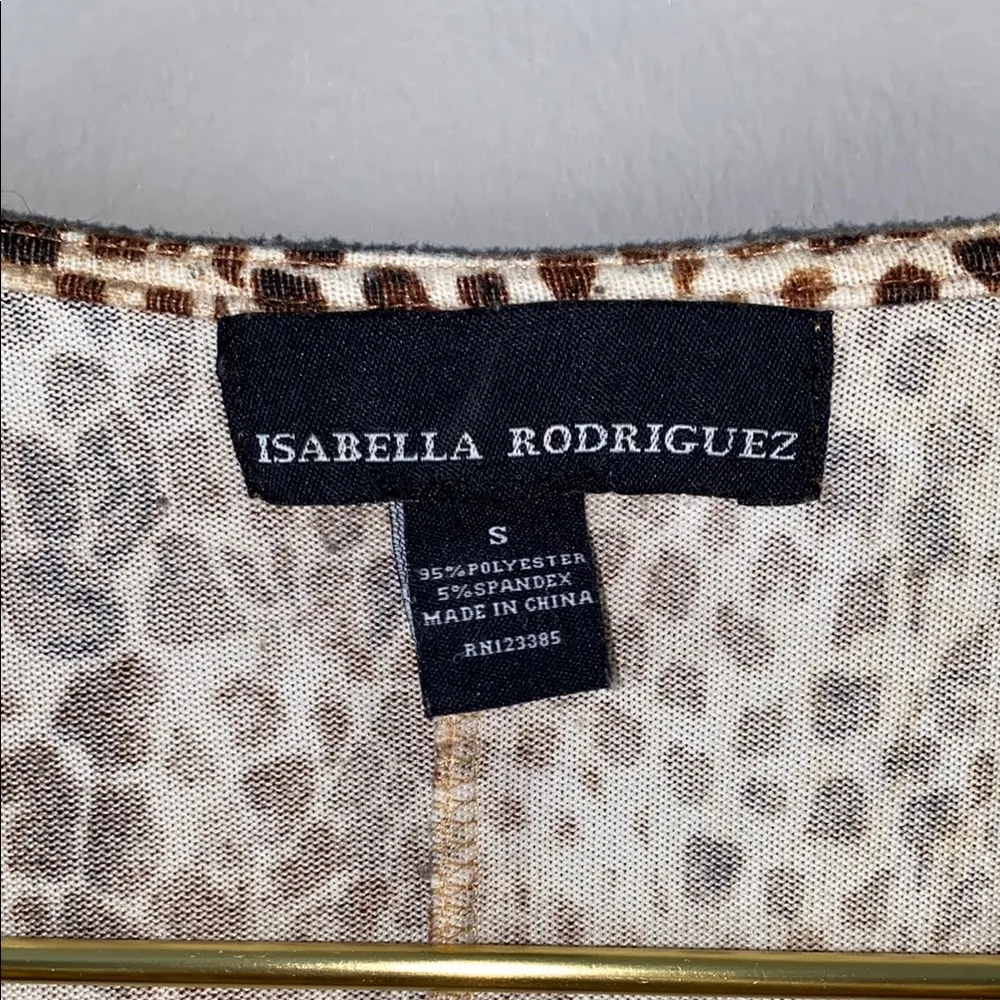 ISABELLA RODRIGUEZ
S
95%POLYESTER
5%SPANDEX
MADE IN CHINA
RN123385